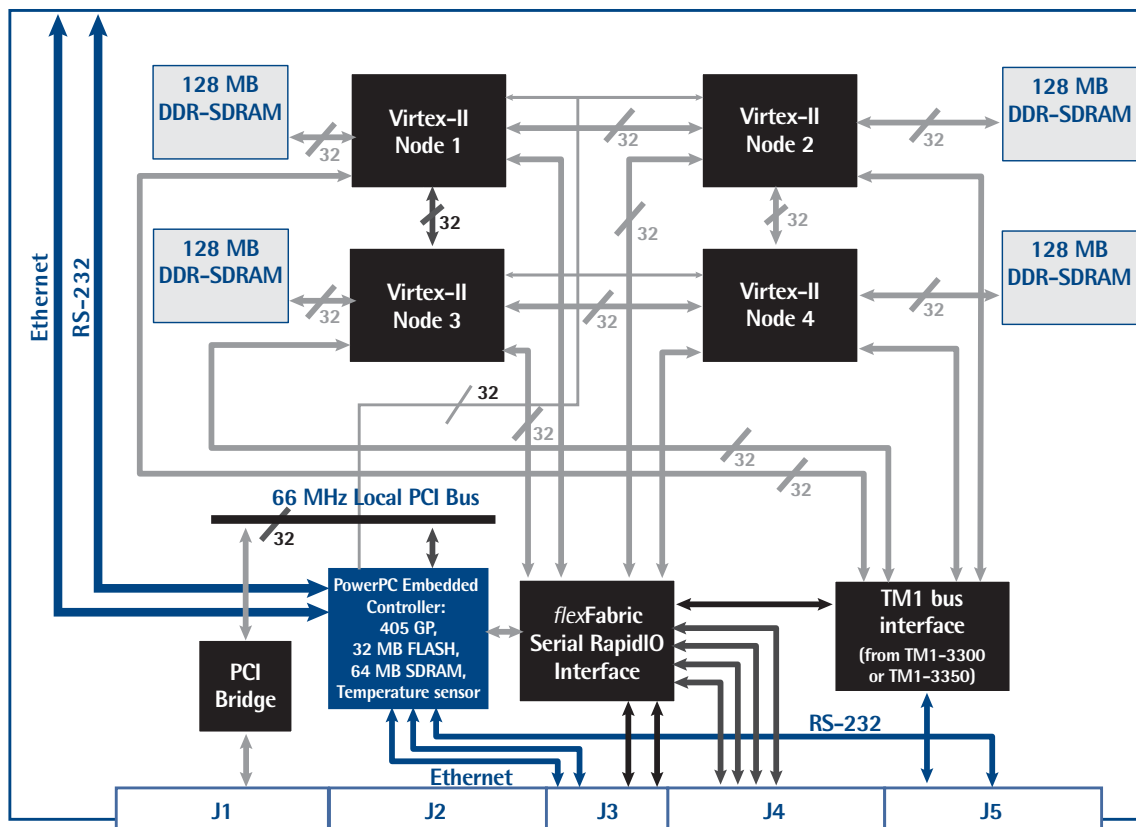 128 MB
DDR-SDRAM
Virtex-II
Node 1
Virtex-II
Node 2
128 MB
DDR-SDRAM
32
32
32
32
32
32
128 MB
DDR-SDRAM
Virtex-II
Node 3
Virtex-II
Node 4
128 MB
DDR-SDRAM
32
32
32
32
Ethernet
RS-232
32
32
32
32
66 MHz Local PCI Bus
32
PowerPC Embedded
Controller:
405 GP,
32 MB FLASH,
64 MB SDRAM,
Temperature sensor
flexFabric
Serial RapidIO
Interface
TM1 bus
interface
(from TM1-3300
or TM1-3350)
PCI
Bridge
RS-232
Ethernet
J1
J2
J3
J4
J5